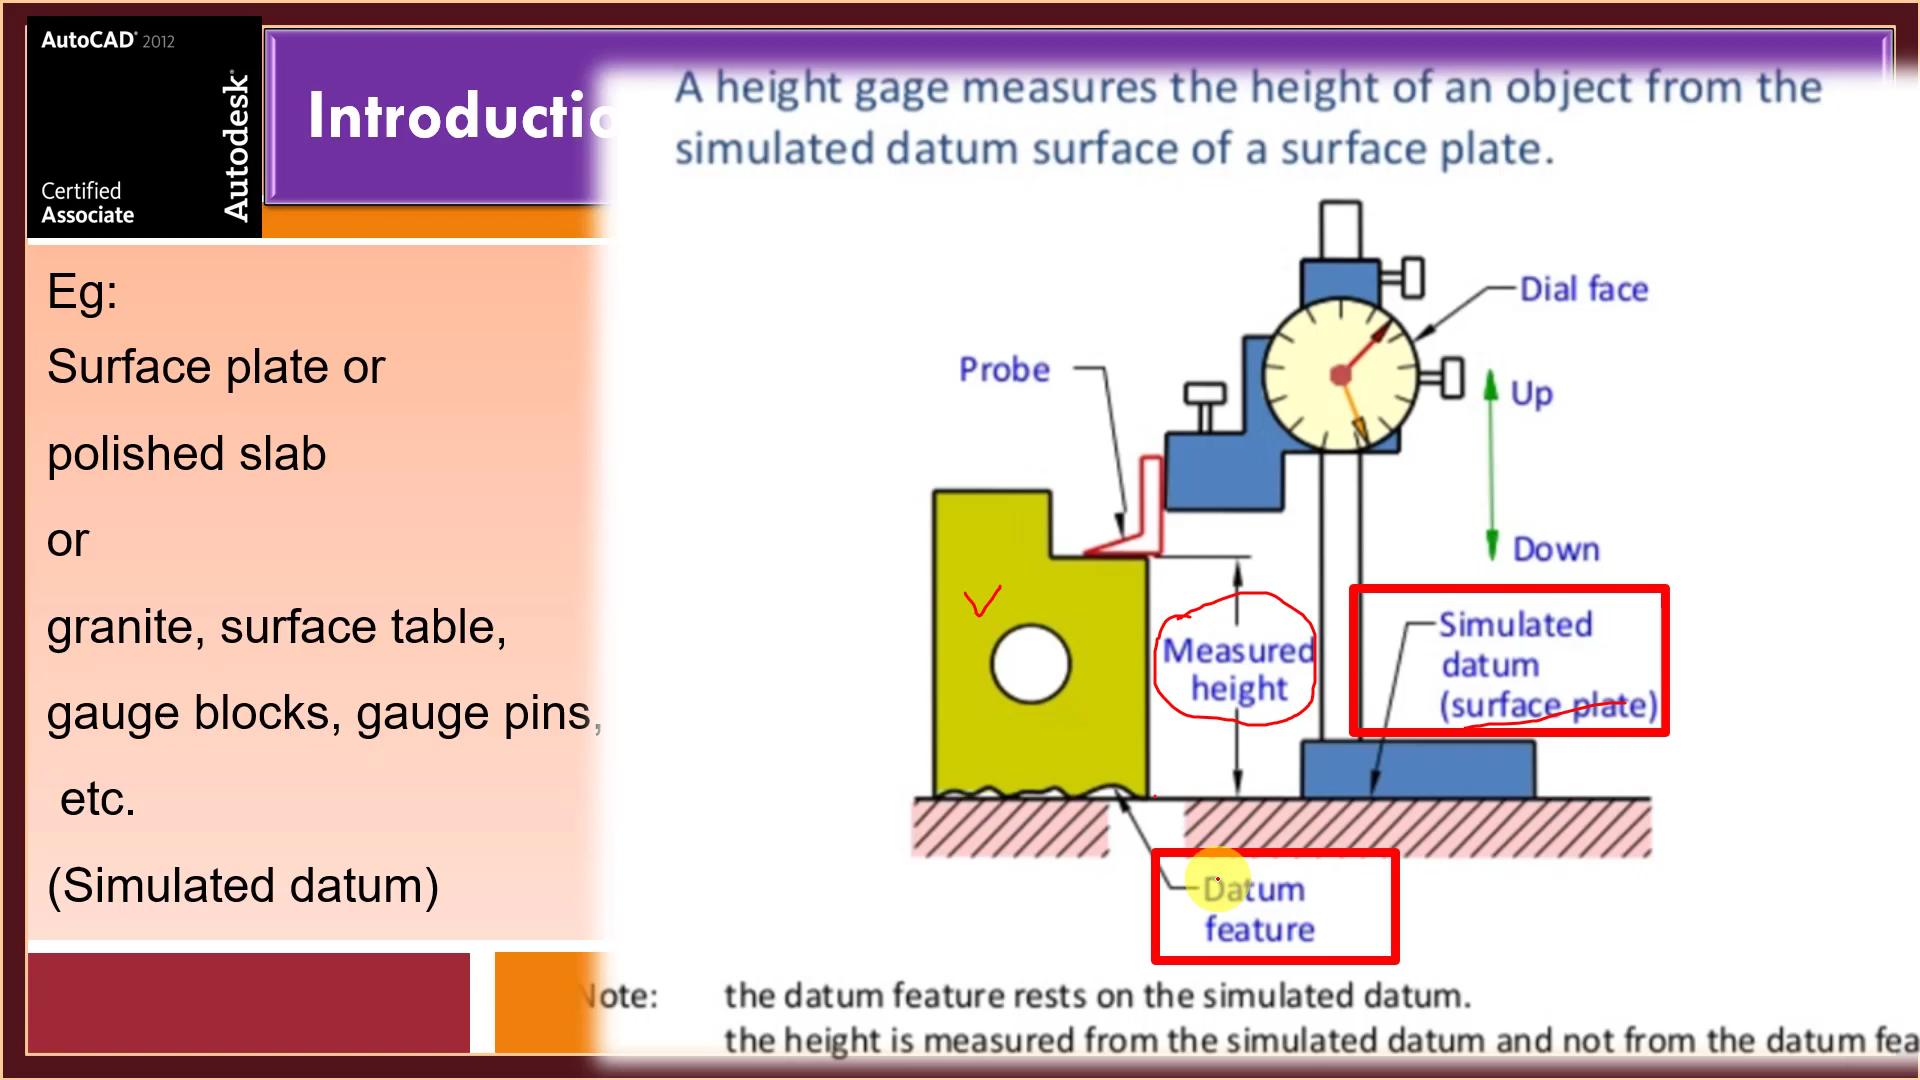 AutoCAD® 2012
Autodesk®
Certified
Associate
Introductio
A height gage measures the height of an object from the
simulated datum surface of a surface plate.
Eg:
Surface plate or
polished slab
or
granite, surface table,
gauge blocks, gauge pins,
etc.
(Simulated datum)
Dial face
Probe
Up
Down
Measured
height
Simulated
datum
(surface plate)
Datum
feature
Note: the datum feature rests on the simulated datum.
the height is measured from the simulated datum and not from the datum fea